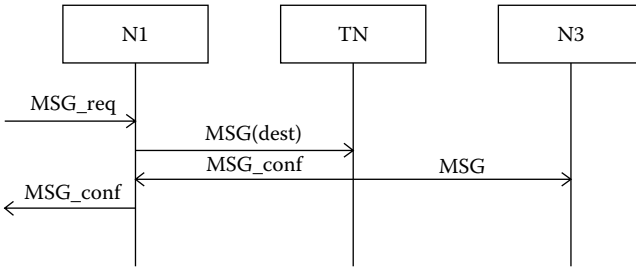 N1 TN N3
MSG_req
MSG(dest)
MSG_conf MSG
MSG_conf